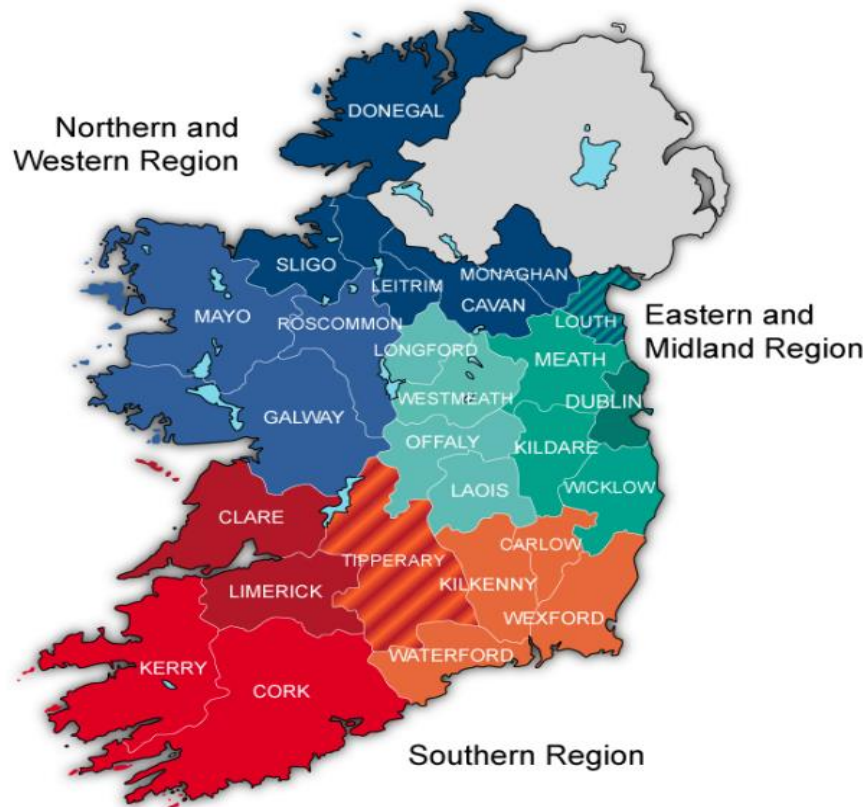 DONEGAL
Northern and
Western Region
SLIGO
LEITRIM
MONAGHAN
CAVAN
LOUTH
MAYO
ROSCOMMON
Eastern and
Midland Region
LONGFORD
MEATH
WESTMEATH
DUBLIN
GALWAY
OFFALY
KILDARE
LAOIS
WICKLOW
CLARE
TIPPERARY
CARLOW
LIMERICK
KILKENNY
WEXFORD
WATERFORD
KERRY
CORK
Southern Region